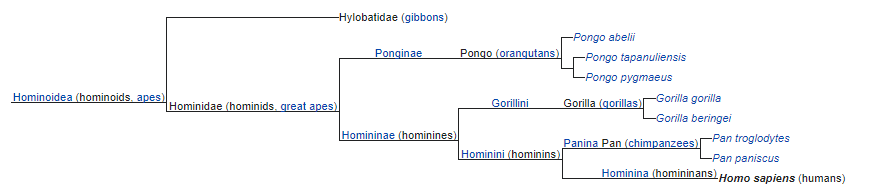 Hylobatidae (gibbons)
Pongo abelii
Ponginae Pongo (orangutans) Pongo tapanuliensis
Pongo pygmaeus
Hominoidea (hominoids, apes) Hominidae (hominids, great apes)
Gorillini Gorilla (gorillas) Gorilla gorilla
Gorilla beringei
Homininae (hominines)
Panina Pan (chimpanzees) Pan troglodytes
Hominini (hominins) Pan paniscus
Hominina (homininans) Homo sapiens (humans)